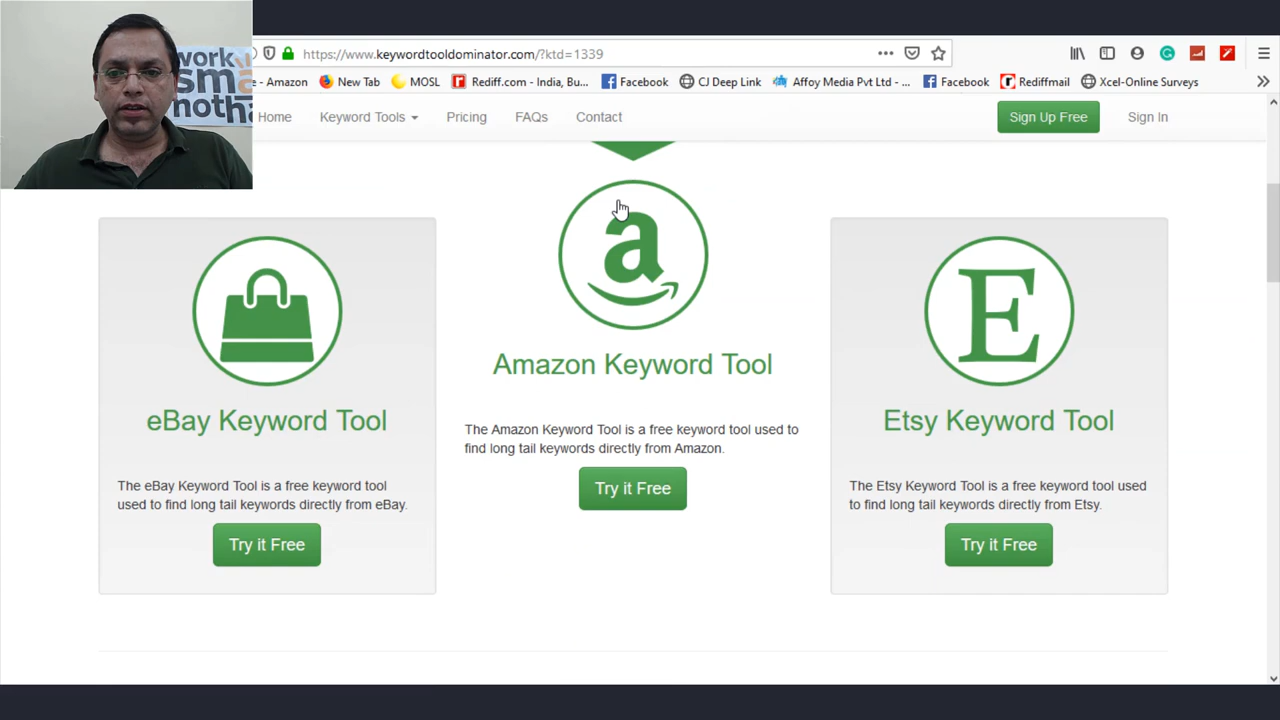 work
sma
notha
https://www.keywordtooldominator.com/?ktd=1339
e - Amazon New Tab MOSL Rediff.com - India, Bu... Facebook CJ Deep Link Affoy Media Pvt Ltd - ... Facebook Rediffmail Xcel-Online Surveys
Home Keyword Tools Pricing FAQs Contact Sign Up Free Sign In
a
Amazon Keyword Tool
The Amazon Keyword Tool is a free keyword tool used to
find long tail keywords directly from Amazon.
Try it Free
eBay Keyword Tool
The eBay Keyword Tool is a free keyword tool
used to find long tail keywords directly from eBay.
Try it Free
E
Etsy Keyword Tool
The Etsy Keyword Tool is a free keyword tool used
to find long tail keywords directly from Etsy.
Try it Free